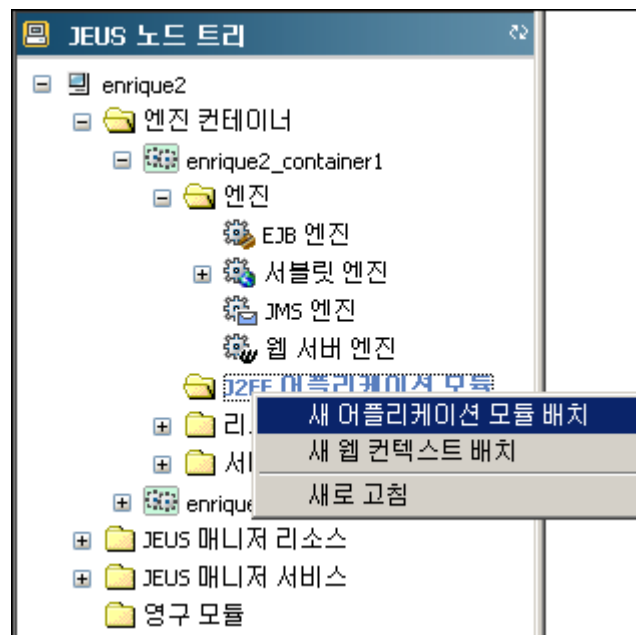 JEUS 노드 트리
enrique2
엔진 컨테이너
enrique2_container1
엔진
EJB 엔진
서블릿 엔진
JMS 엔진
웹 서버 엔진
J2EE 어플리케이션 모듈
새 어플리케이션 모듈 배치
리
새 웹 컨텍스트 배치
서
새로 고침
enrique
JEUS 매니저 리소스
JEUS 매니저 서비스
영구 모듈